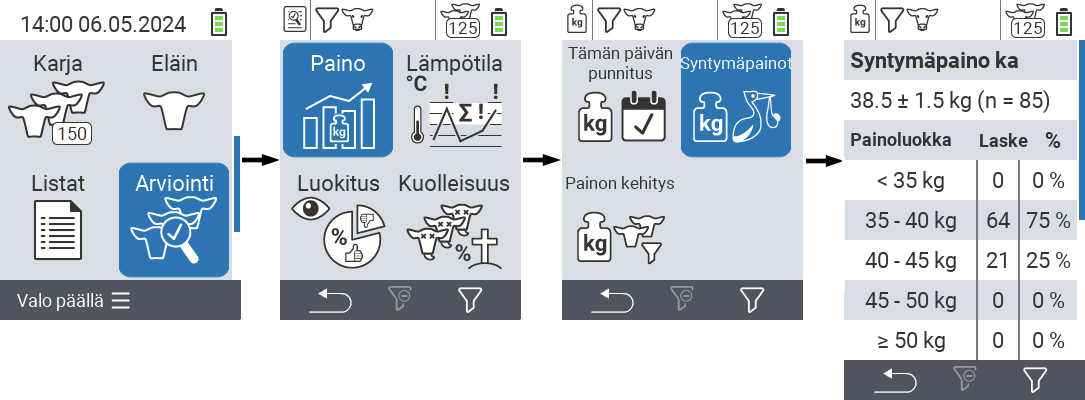 14:00 06.05.2024
Karja
Eläin
150
Listat
Arviointi
Valo päällä
125
Paino
Lämpötila
kg
°C
! !
Σ !
Luokitus
Kuolleisuus
%
%
kg
125
Tämän päivän
punnitus
Syntymäpainot
kg
kg
Painon kehitys
kg
kg
125
Syntymäpaino ka
38.5 ± 1.5 kg (n = 85)
Painoluokka Laske %
< 35 kg 0 0 %
35 - 40 kg 64 75 %
40 - 45 kg 21 25 %
45 - 50 kg 0 0 %
≥ 50 kg 0 0 %